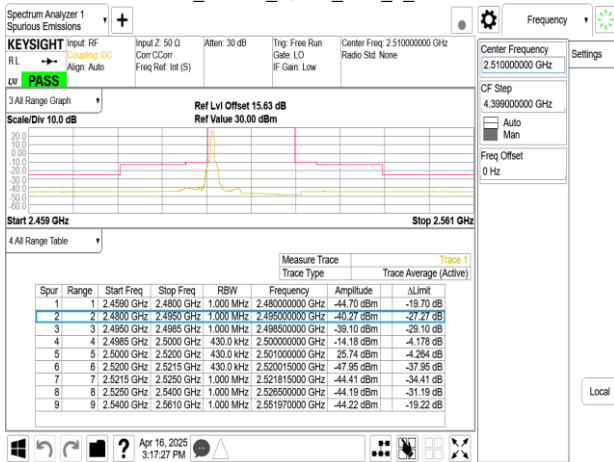 Spectrum Analyzer 1
Spurious Emissions
Frequency
KEYSIGHT Input: RF Input Z: 50 Ω Atten: 30 dB Trig: Free Run Center Freq: 2.510000000 GHz
RL Coupling: DC Corr CCorr Gate: LO Radio Std: None
Align: Auto Freq Ref: Int (S) IF Gain: Low
LXI PASS
Center Frequency
2.510000000 GHz
Settings
CF Step
4.399000000 GHz
Auto
Man
Freq Offset
0 Hz
Local
3 All Range Graph
Ref Lvl Offset 15.63 dB
Scale/Div 10.0 dB Ref Value 30.00 dBm
20.0
10.0
0.00
-10.0
-20.0
-30.0
-40.0
-50.0
-60.0
Start 2.459 GHz Stop 2.561 GHz
4 All Range Table
Measure Trace Trace 1
Trace Type Trace Average (Active)
Spur Range Start Freq Stop Freq RBW Frequency Amplitude ΔLimit
1 1 2.4590 GHz 2.4800 GHz 1.000 MHz 2.480000000 GHz -44.70 dBm -19.70 dB
2 2 2.4800 GHz 2.4950 GHz 1.000 MHz 2.495000000 GHz -40.27 dBm -27.27 dB
3 3 2.4950 GHz 2.4985 GHz 1.000 MHz 2.498500000 GHz -39.10 dBm -29.10 dB
4 4 2.4985 GHz 2.5000 GHz 430.0 kHz 2.500000000 GHz -14.18 dBm -4.178 dB
5 5 2.5000 GHz 2.5200 GHz 430.0 kHz 2.501000000 GHz 25.74 dBm -4.264 dB
6 6 2.5200 GHz 2.5215 GHz 430.0 kHz 2.520015000 GHz -47.95 dBm -37.95 dB
7 7 2.5215 GHz 2.5250 GHz 1.000 MHz 2.521815000 GHz -44.41 dBm -34.41 dB
8 8 2.5250 GHz 2.5400 GHz 1.000 MHz 2.526500000 GHz -44.19 dBm -31.19 dB
9 9 2.5400 GHz 2.5610 GHz 1.000 MHz 2.551970000 GHz -44.22 dBm -19.22 dB
Apr 16, 2025
3:17:27 PM